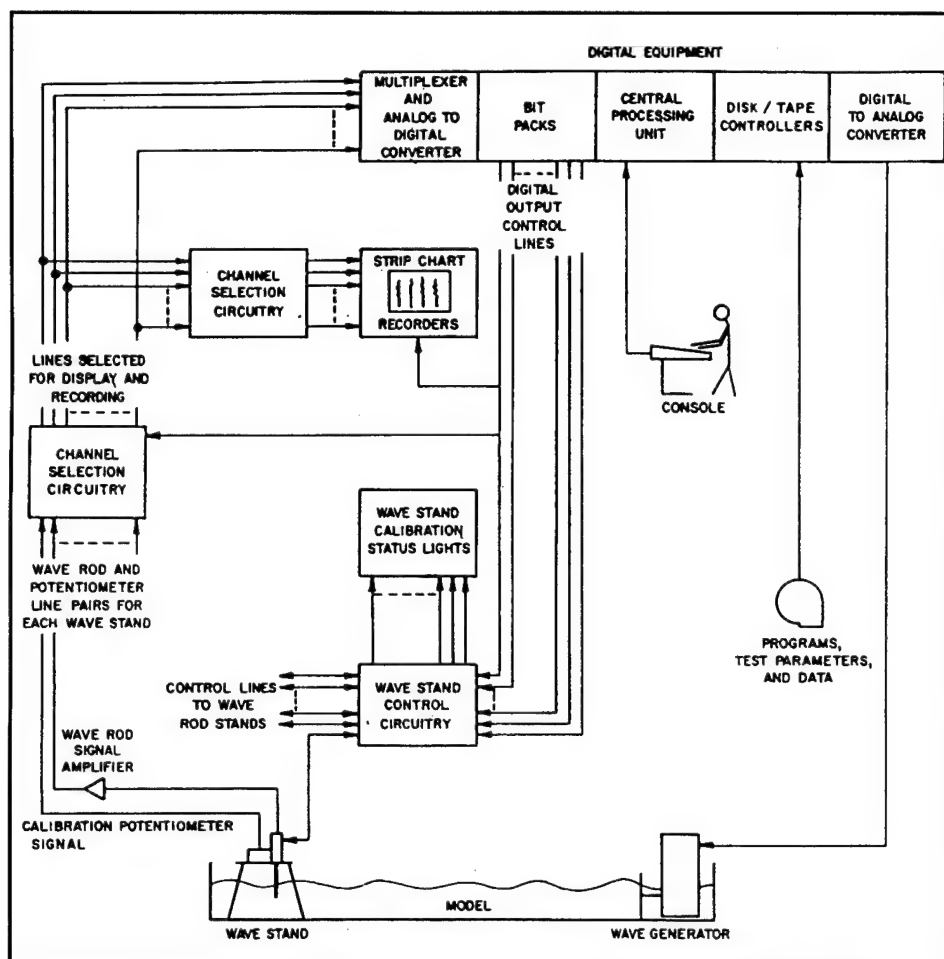 DIGITAL EQUIPMENT
MULTIPLEXER
AND
ANALOG TO
DIGITAL
CONVERTER
BIT
PACKS
CENTRAL
PROCESSING
UNIT
DISK / TAPE
CONTROLLERS
DIGITAL
TO ANALOG
CONVERTER
DIGITAL
OUTPUT
CONTROL
LINES
CHANNEL
SELECTION
CIRCUITRY
STRIP CHART
RECORDERS
LINES SELECTED
FOR DISPLAY AND
RECORDING
CONSOLE
CHANNEL
SELECTION
CIRCUITRY
WAVE STAND
CALIBRATION
STATUS LIGHTS
WAVE ROD AND
POTENTIOMETER
LINE PAIRS FOR
EACH WAVE STAND
PROGRAMS,
TEST PARAMETERS,
AND DATA
CONTROL LINES
TO WAVE
ROD STANDS
WAVE STAND
CONTROL
CIRCUITRY
WAVE ROD
SIGNAL
AMPLIFIER
CALIBRATION POTENTIOMETER
SIGNAL
MODEL
WAVE STAND
WAVE GENERATOR